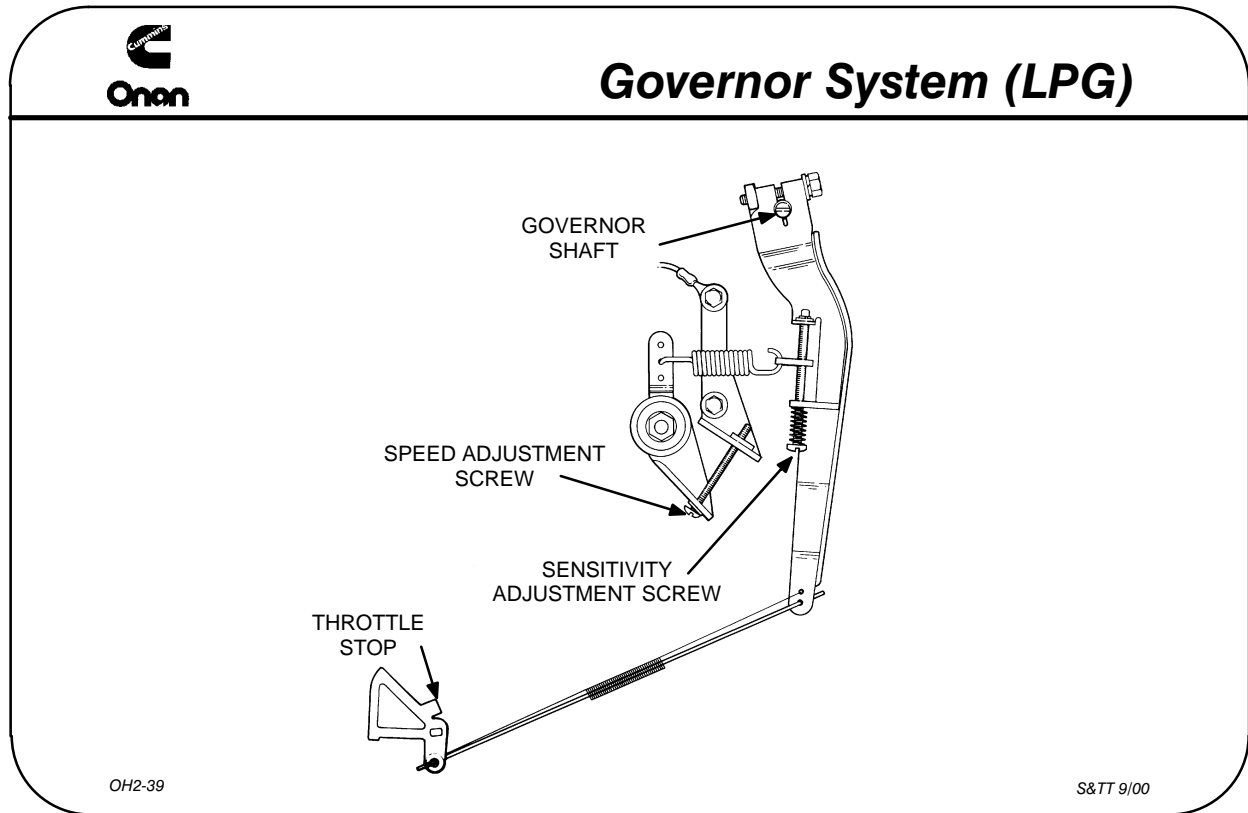 Cummins
Onan
Governor System (LPG)
GOVERNOR
SHAFT
SPEED ADJUSTMENT
SCREW
SENSITIVITY
ADJUSTMENT SCREW
THROTTLE
STOP
OH2-39
S&TT 9/00